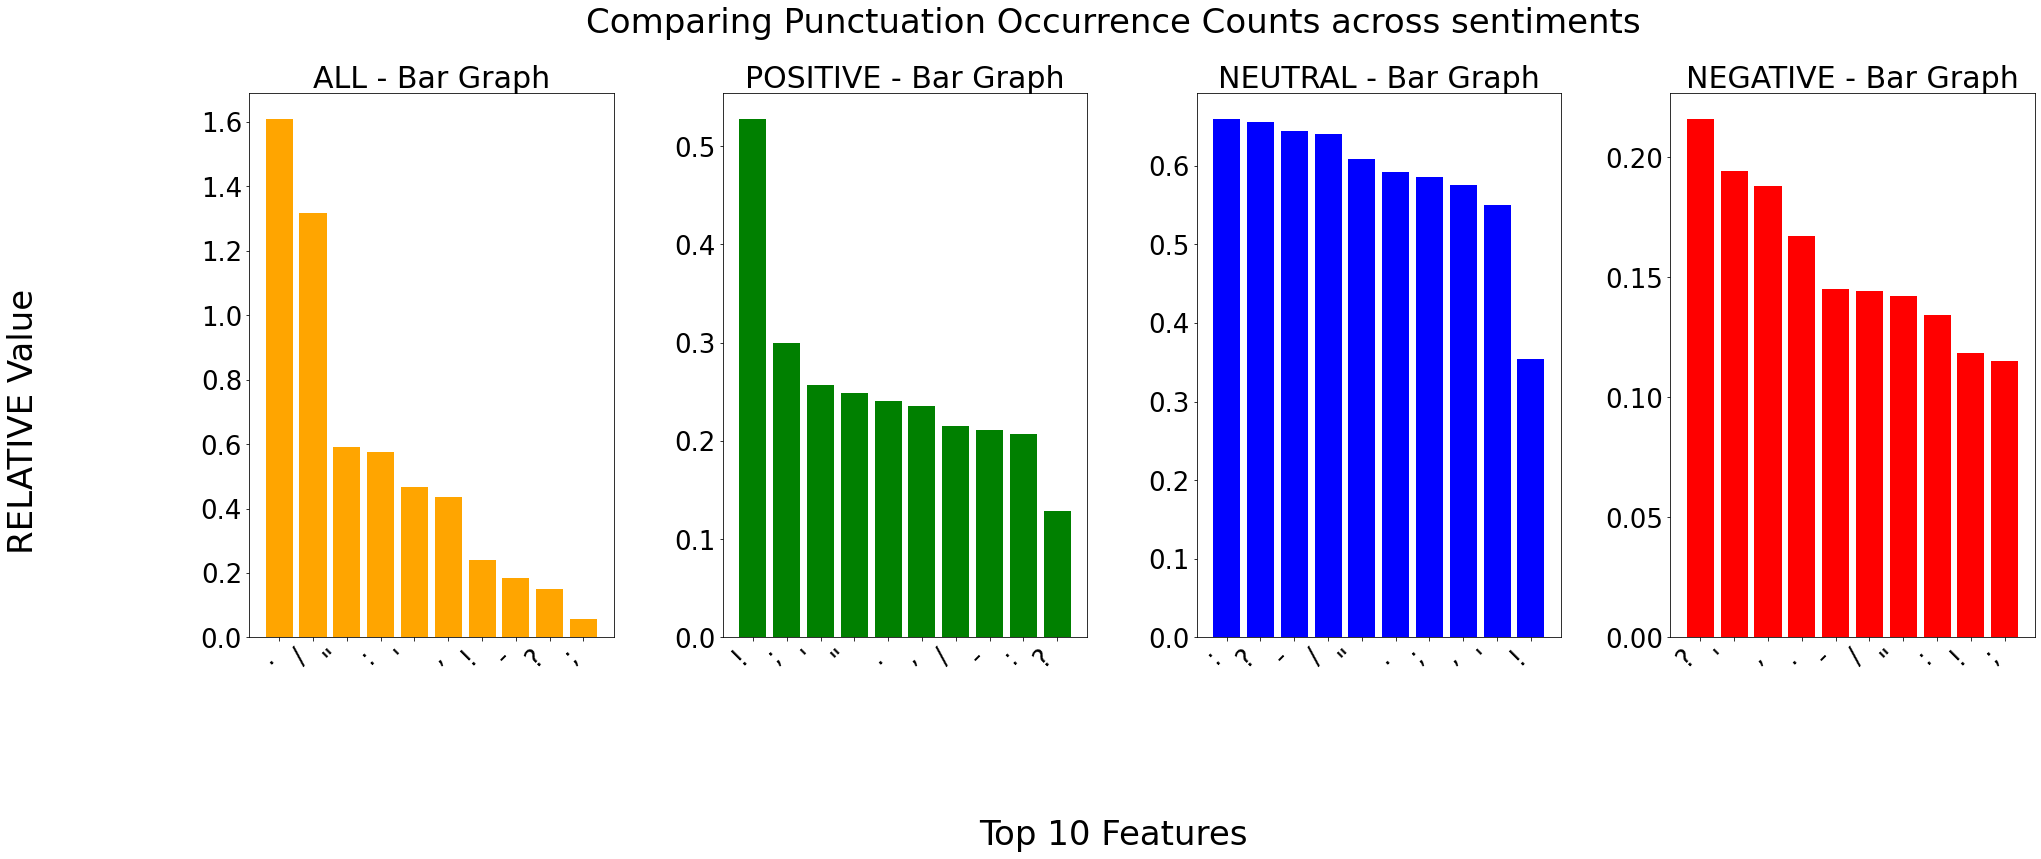 Comparing Punctuation Occurrence Counts across sentiments
RELATIVE Value
ALL - Bar Graph
1.6
1.4
1.2
1.0
0.8
0.6
0.4
0.2
0.0
. / " : ' , ! - ? ;
POSITIVE - Bar Graph
0.5
0.4
0.3
0.2
0.1
0.0
! ; ' " . , / - : ?
NEUTRAL - Bar Graph
0.6
0.5
0.4
0.3
0.2
0.1
0.0
: ? - / " . ; , ' !
NEGATIVE - Bar Graph
0.20
0.15
0.10
0.05
0.00
? ' , . - / " : ! ;
Top 10 Features